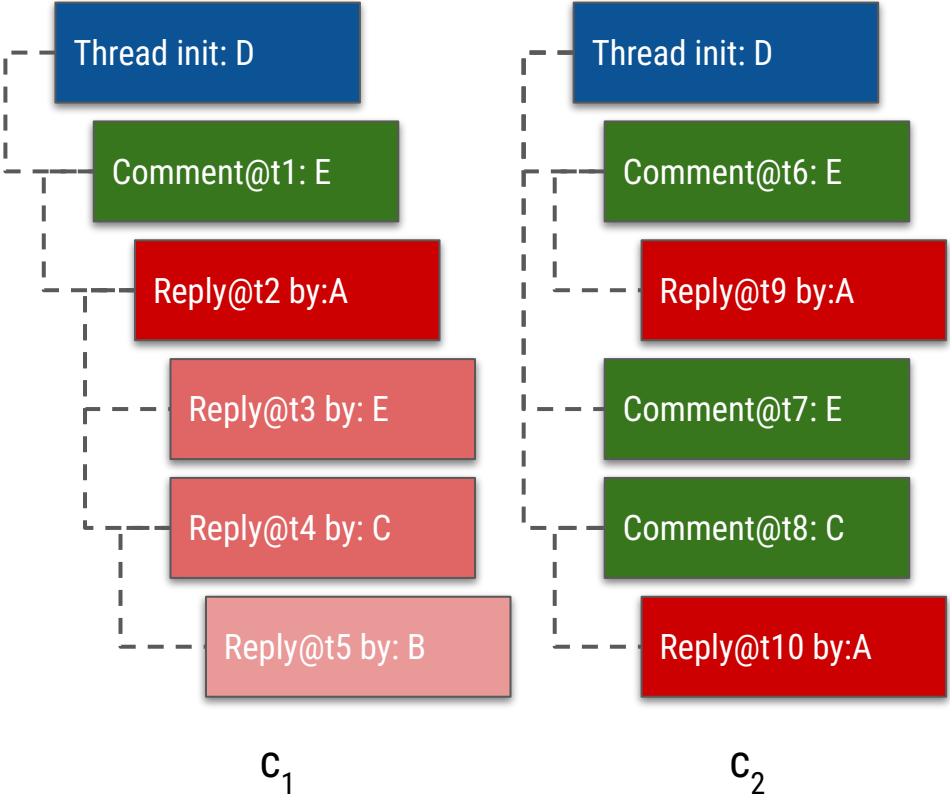 Thread init: D
Comment@t1: E
Reply@t2 by:A
Reply@t3 by: E
Reply@t4 by: C
Reply@t5 by: B
C1
Thread init: D
Comment@t6: E
Reply@t9 by:A
Comment@t7: E
Comment@t8: C
Reply@t10 by:A
C2